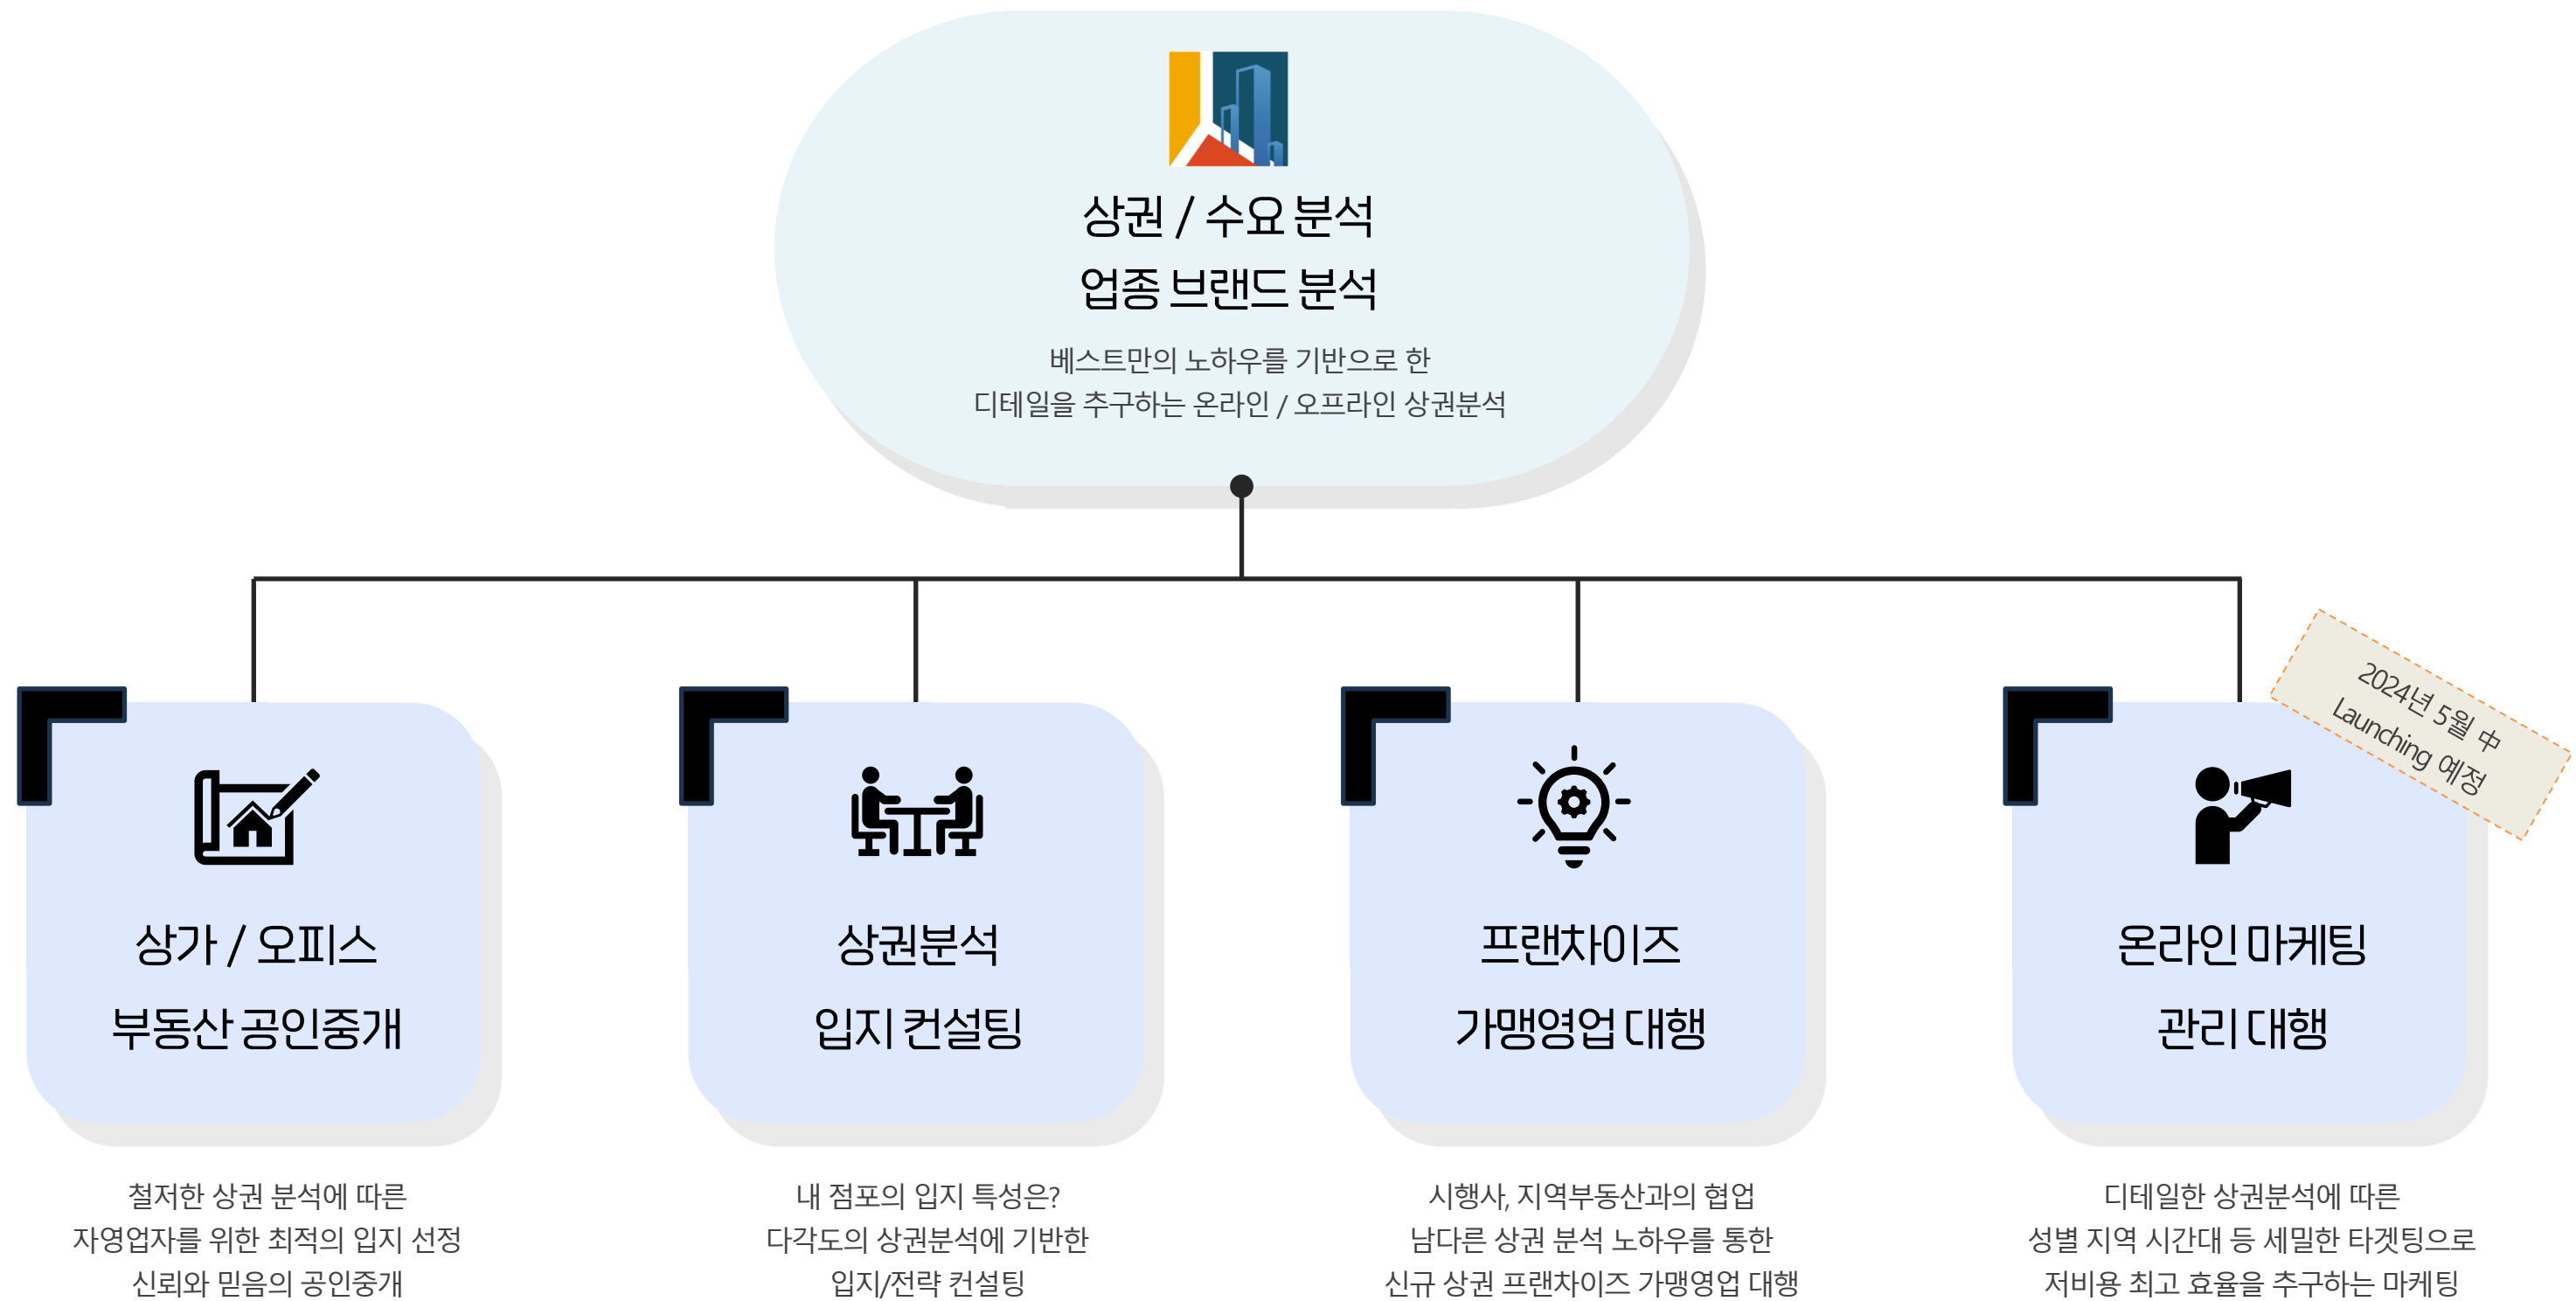 상권 / 수요 분석
업종 브랜드 분석
베스트만의 노하우를 기반으로 한
디테일을 추구하는 온라인 / 오프라인 상권분석
2024년 5월 中
Launching 예정
상가 / 오피스
부동산 공인중개
철저한 상권 분석에 따른
자영업자를 위한 최적의 입지 선정
신뢰와 믿음의 공인중개
상권분석
입지 컨설팅
내 점포의 입지 특성은?
다각도의 상권분석에 기반한
입지/전략 컨설팅
프랜차이즈
가맹영업 대행
시행사, 지역부동산과의 협업
남다른 상권 분석 노하우를 통한
신규 상권 프랜차이즈 가맹영업 대행
온라인 마케팅
관리 대행
디테일한 상권분석에 따른
성별 지역 시간대 등 세밀한 타겟팅으로
저비용 최고 효율을 추구하는 마케팅